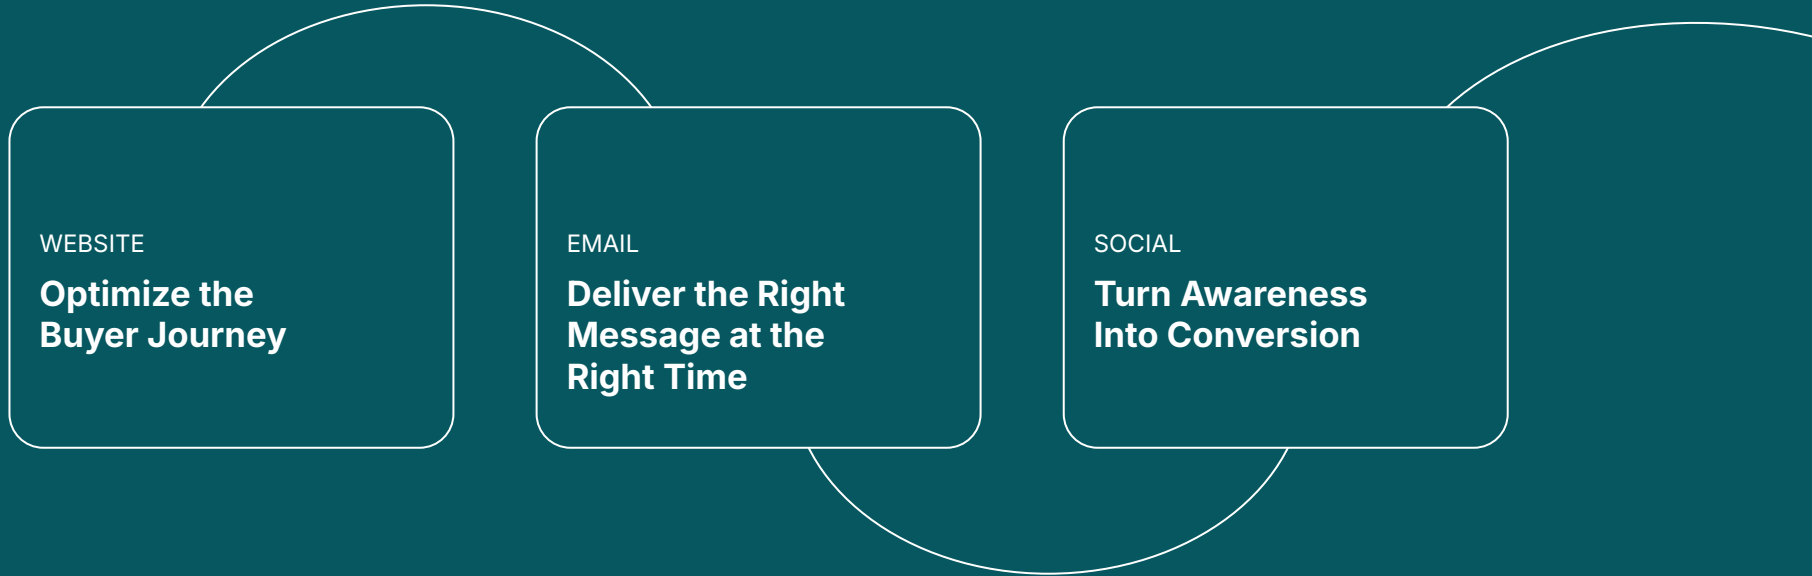 WEBSITE
Optimize the
Buyer Journey
EMAIL
Deliver the Right
Message at the
Right Time
SOCIAL
Turn Awareness
Into Conversion